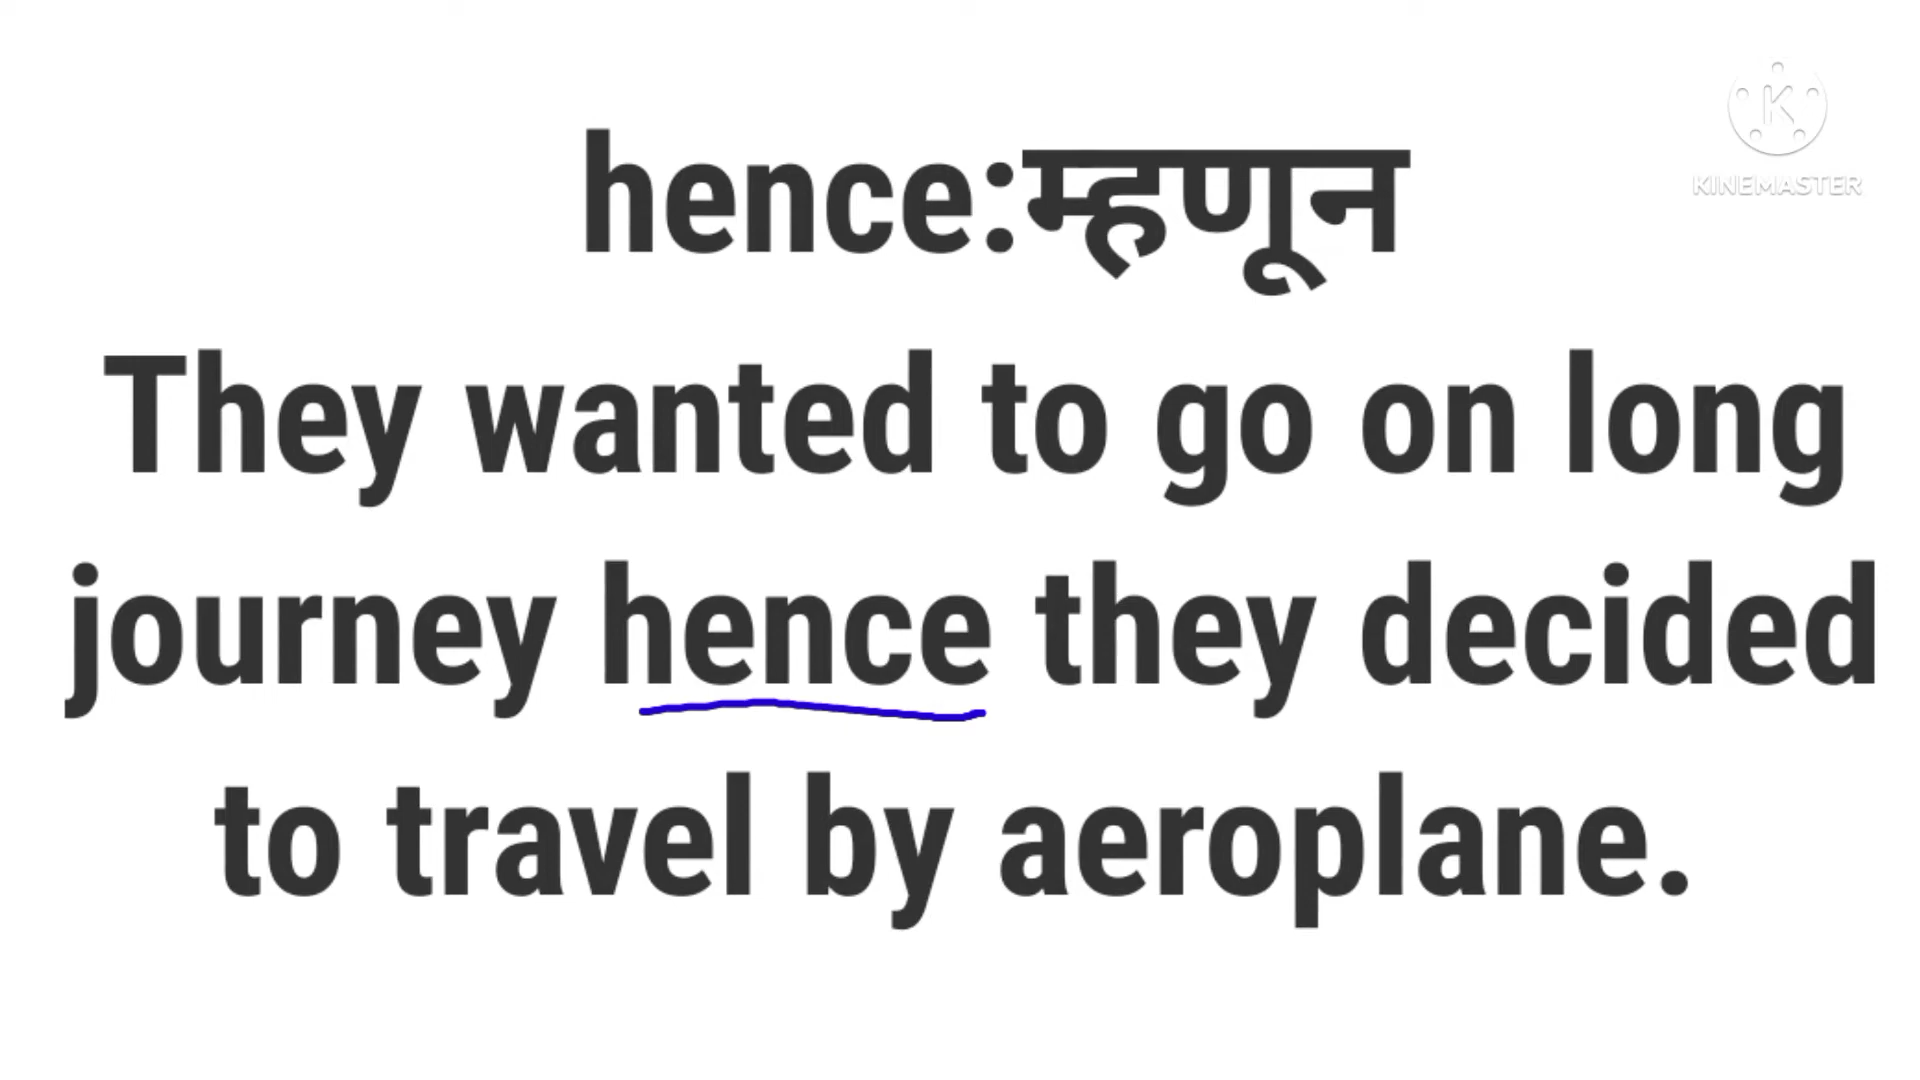 KINEMASTER
hence:म्हणून
They wanted to go on long
journey hence they decided
to travel by aeroplane.